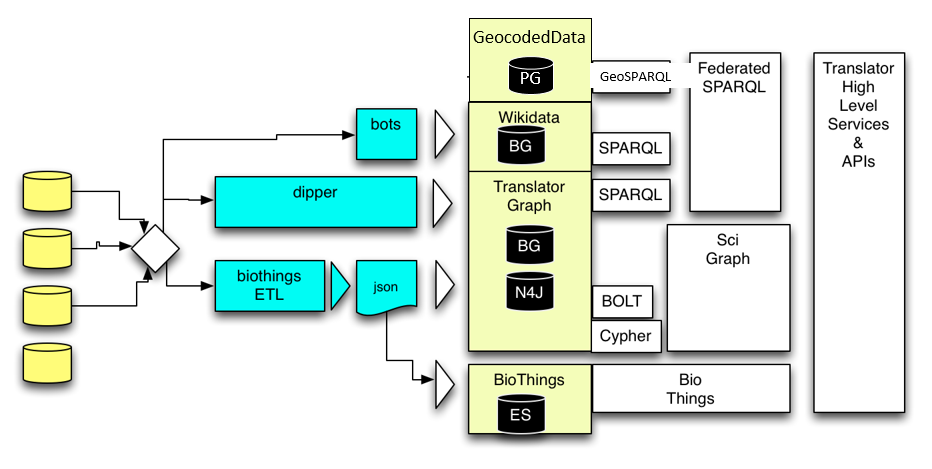 GeocodedData
PG
GeoSPARQL
Federated
SPARQL
Translator
High
Level
Services
&
APIs
bots
Wikidata
BG
SPARQL
dipper
Translator
Graph
SPARQL
BG
N4J
Sci
Graph
biothings
ETL
json
BOLT
Cypher
BioThings
ES
Bio
Things